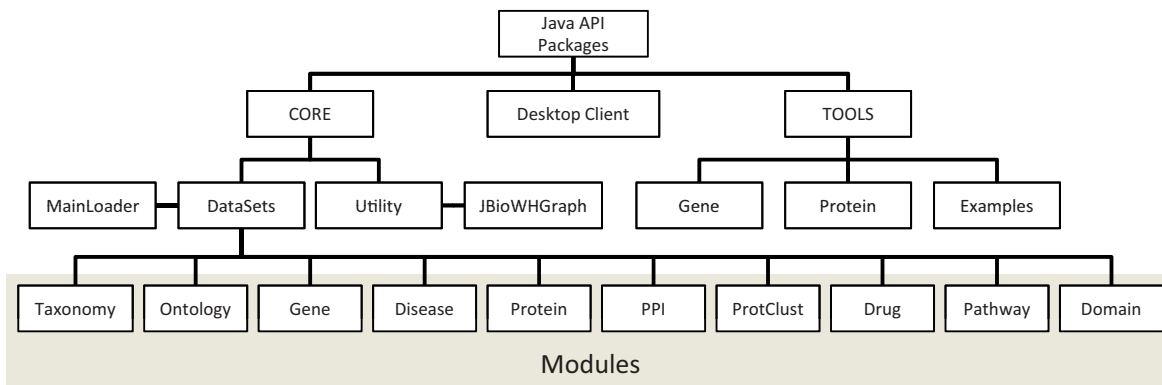 Java API
Packages
CORE
Desktop Client
TOOLS
MainLoader
DataSets
Utility
JBioWHGraph
Gene
Protein
Examples
Taxonomy
Ontology
Gene
Disease
Protein
PPI
ProtClust
Drug
Pathway
Domain
Modules